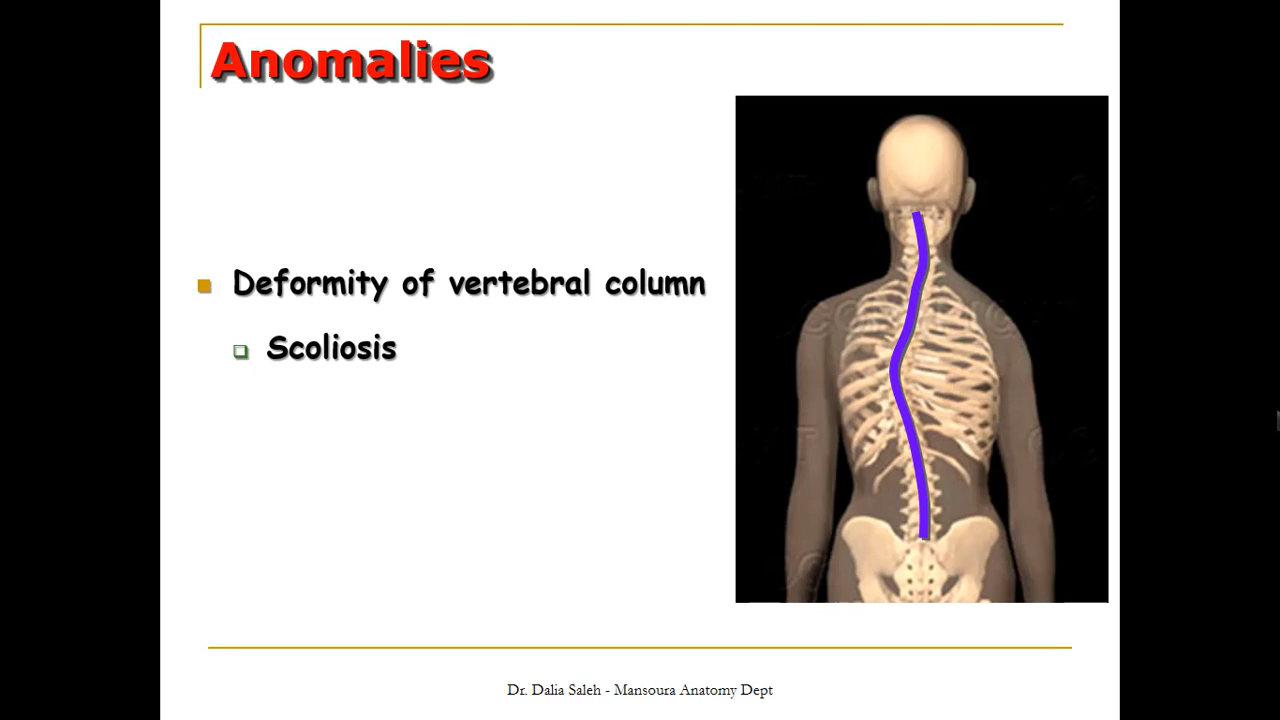 Anomalies
Deformity of vertebral column
Scoliosis
Dr. Dalia Saleh - Mansoura Anatomy Dept